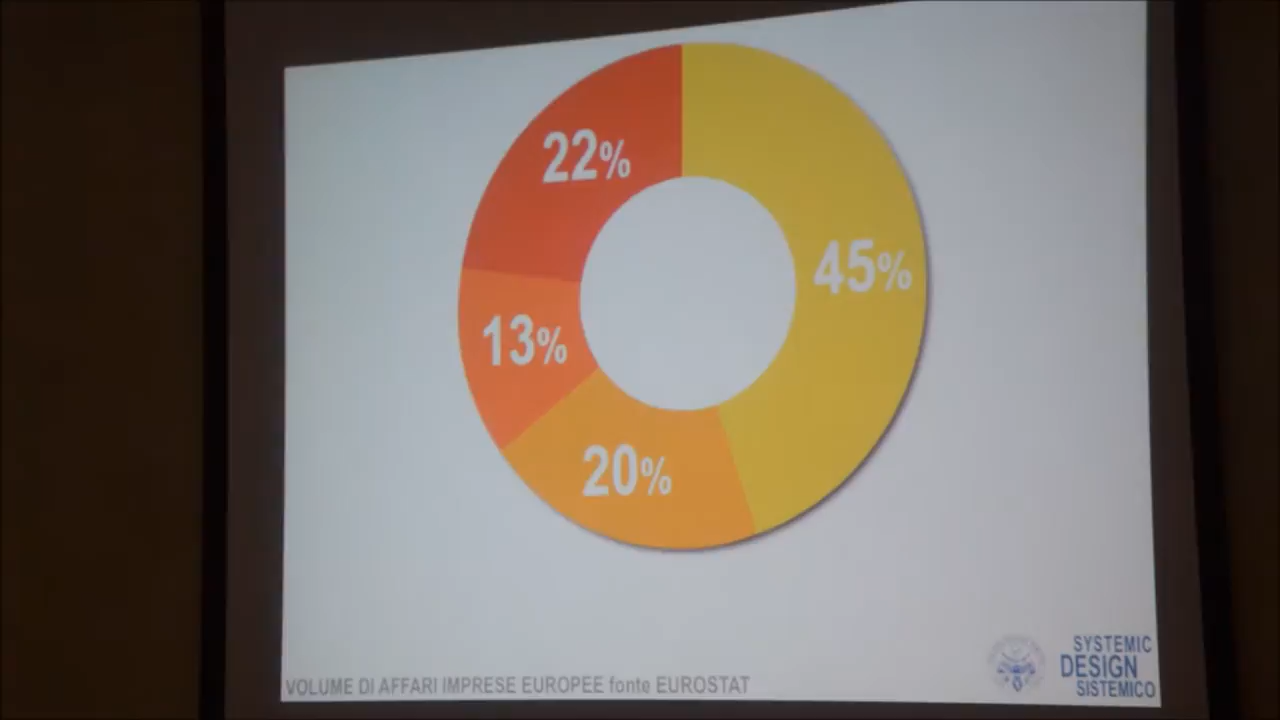 22%
45%
13%
20%
VOLUME DI AFFARI IMPRESE EUROPEE fonte EUROSTAT
SYSTEMIC
DESIGN
SISTEMICO